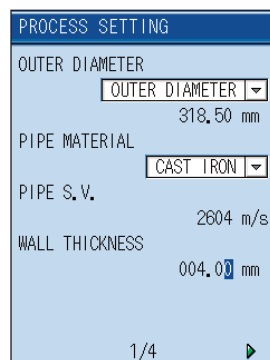 PROCESS SETTING
OUTER DIAMETER
OUTER DIAMETER
318.50 mm
PIPE MATERIAL
CAST IRON
PIPE S.V.
2604 m/s
WALL THICKNESS
004.00 mm
1/4